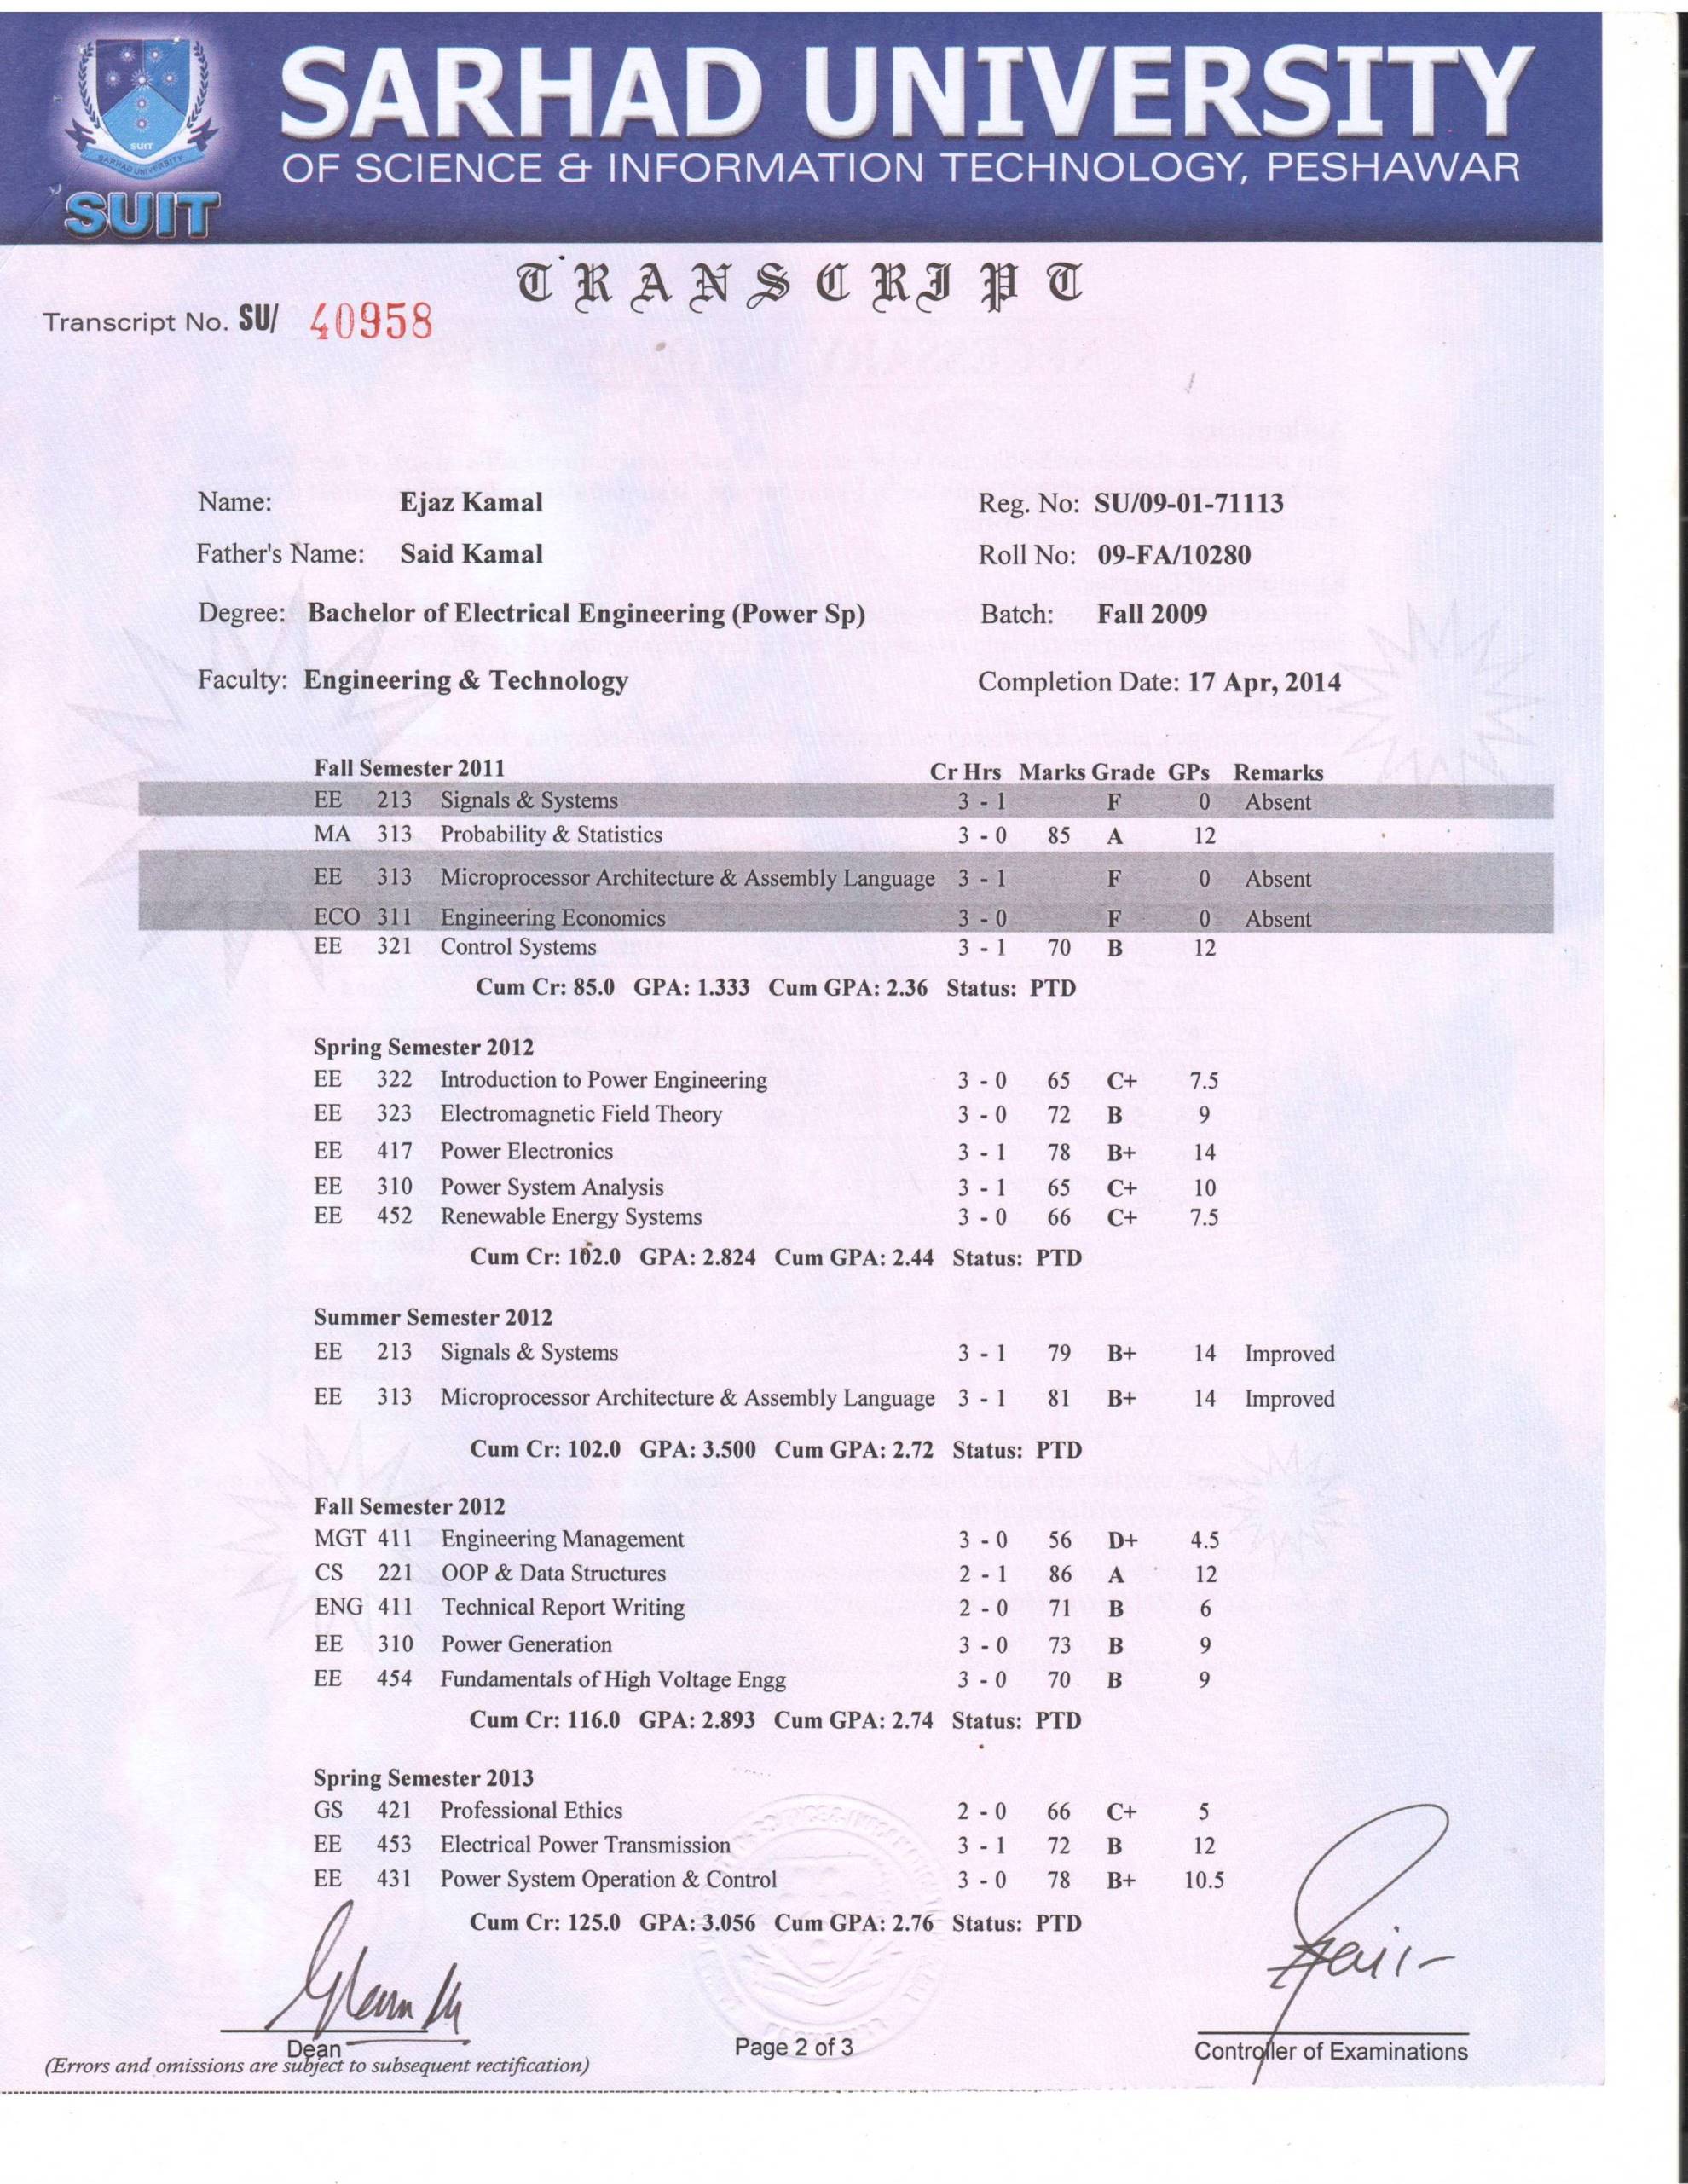 SUIT
SARHAD UNIVERSITY
SUIT
SARHAD UNIVERSITY
OF SCIENCE & INFORMATION TECHNOLOGY, PESHAWAR
TRANSCRIPT
Transcript No. SU/ 40958
Name: Ejaz Kamal Reg. No: SU/09-01-71113
Father's Name: Said Kamal Roll No: 09-FA/10280
Degree: Bachelor of Electrical Engineering (Power Sp) Batch: Fall 2009
Faculty: Engineering & Technology Completion Date: 17 Apr, 2014
Fall Semester 2011 Cr Hrs Marks Grade GPs Remarks
EE 213 Signals & Systems 3 - 1 F 0 Absent
MA 313 Probability & Statistics 3 - 0 85 A 12
EE 313 Microprocessor Architecture & Assembly Language 3 - 1 F 0 Absent
ECO 311 Engineering Economics 3 - 0 F 0 Absent
EE 321 Control Systems 3 - 1 70 B 12
Cum Cr: 85.0 GPA: 1.333 Cum GPA: 2.36 Status: PTD
Spring Semester 2012
EE 322 Introduction to Power Engineering 3 - 0 65 C+ 7.5
EE 323 Electromagnetic Field Theory 3 - 0 72 B 9
EE 417 Power Electronics 3 - 1 78 B+ 14
EE 310 Power System Analysis 3 - 1 65 C+ 10
EE 452 Renewable Energy Systems 3 - 0 66 C+ 7.5
Cum Cr: 102.0 GPA: 2.824 Cum GPA: 2.44 Status: PTD
Summer Semester 2012
EE 213 Signals & Systems 3 - 1 79 B+ 14 Improved
EE 313 Microprocessor Architecture & Assembly Language 3 - 1 81 B+ 14 Improved
Cum Cr: 102.0 GPA: 3.500 Cum GPA: 2.72 Status: PTD
Fall Semester 2012
MGT 411 Engineering Management 3 - 0 56 D+ 4.5
CS 221 OOP & Data Structures 2 - 1 86 A 12
ENG 411 Technical Report Writing 2 - 0 71 B 6
EE 310 Power Generation 3 - 0 73 B 9
EE 454 Fundamentals of High Voltage Engg 3 - 0 70 B 9
Cum Cr: 116.0 GPA: 2.893 Cum GPA: 2.74 Status: PTD
Spring Semester 2013
GS 421 Professional Ethics 2 - 0 66 C+ 5
EE 453 Electrical Power Transmission 3 - 1 72 B 12
EE 431 Power System Operation & Control 3 - 0 78 B+ 10.5
Cum Cr: 125.0 GPA: 3.056 Cum GPA: 2.76 Status: PTD
Dean Page 2 of 3 Controller of Examinations
(Errors and omissions are subject to subsequent rectification)